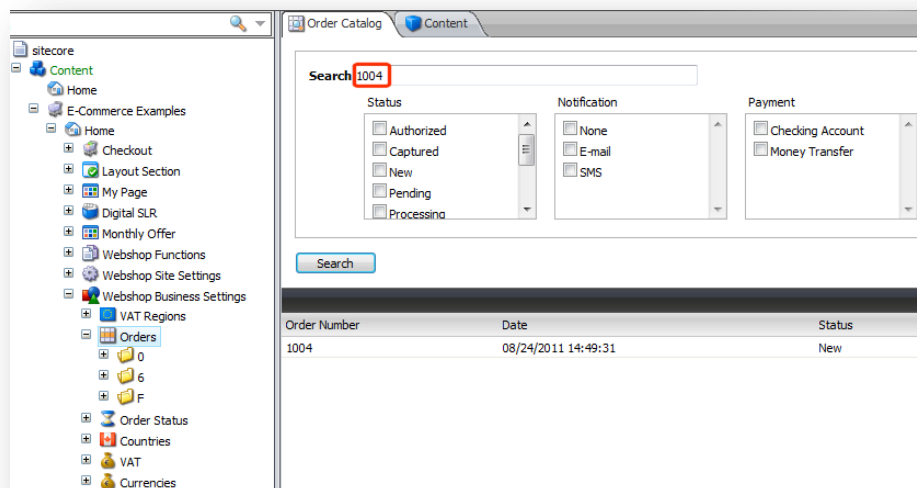 Order Catalog
Content
sitecore
Content
Home
E-Commerce Examples
Home
Checkout
Layout Section
My Page
Digital SLR
Monthly Offer
Webshop Functions
Webshop Site Settings
Webshop Business Settings
VAT Regions
Orders
0
6
F
Order Status
Countries
VAT
Currencies
Search 1004
Status
Notification
Payment
Authorized
Captured
New
Pending
Processing
None
E-mail
SMS
Checking Account
Money Transfer
Search
Order Number Date Status
1004 08/24/2011 14:49:31 New